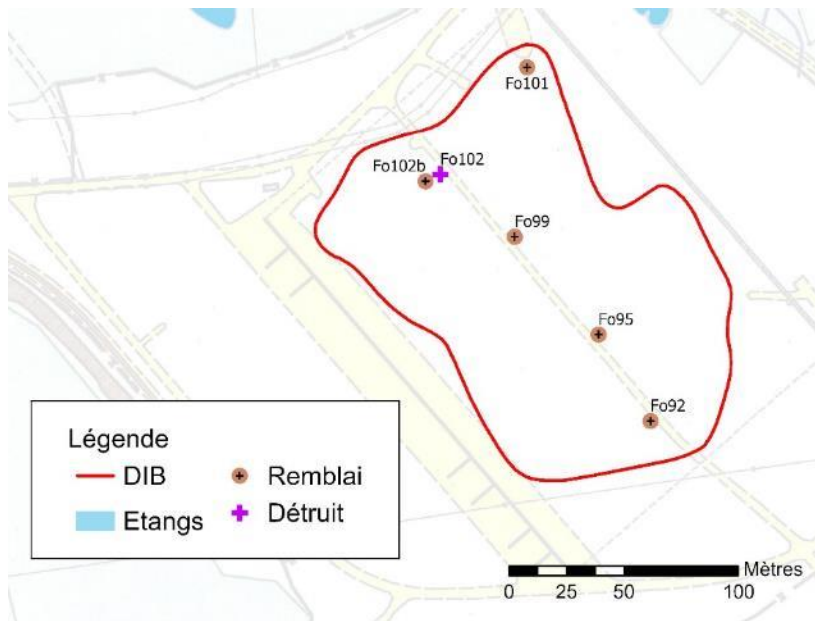 Fo101
Fo102b
Fo102
Fo99
Fo95
Fo92
Légende
DIB
Remblai
Etangs
Détruit
Mètres
0 25 50 100